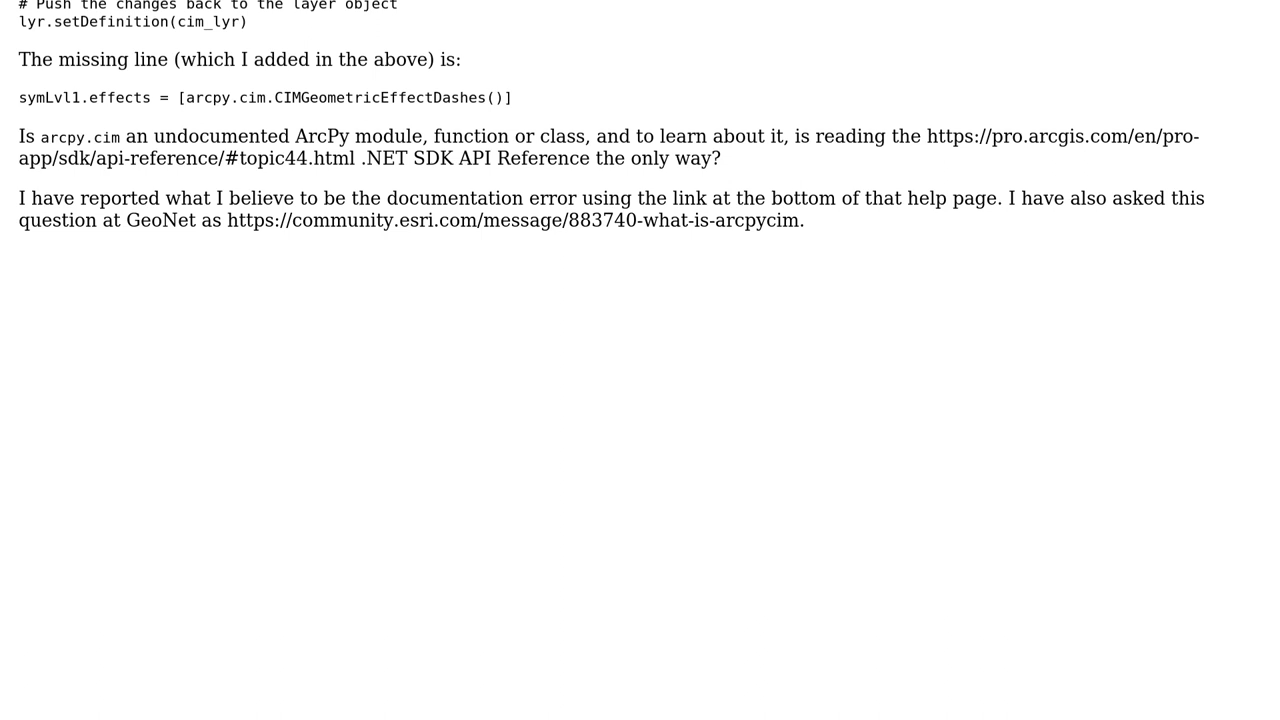 # Push the changes back to the layer object
lyr.setDefinition(cim_lyr)
The missing line (which I added in the above) is:
symLvl1.effects = [arcpy.cim.CIMGeometricEffectDashes()]
Is arcpy.cim an undocumented ArcPy module, function or class, and to learn about it, is reading the https://pro.arcgis.com/en/pro-
app/sdk/api-reference/#topic44.html .NET SDK API Reference the only way?
I have reported what I believe to be the documentation error using the link at the bottom of that help page. I have also asked this
question at GeoNet as https://community.esri.com/message/883740-what-is-arcpycim.